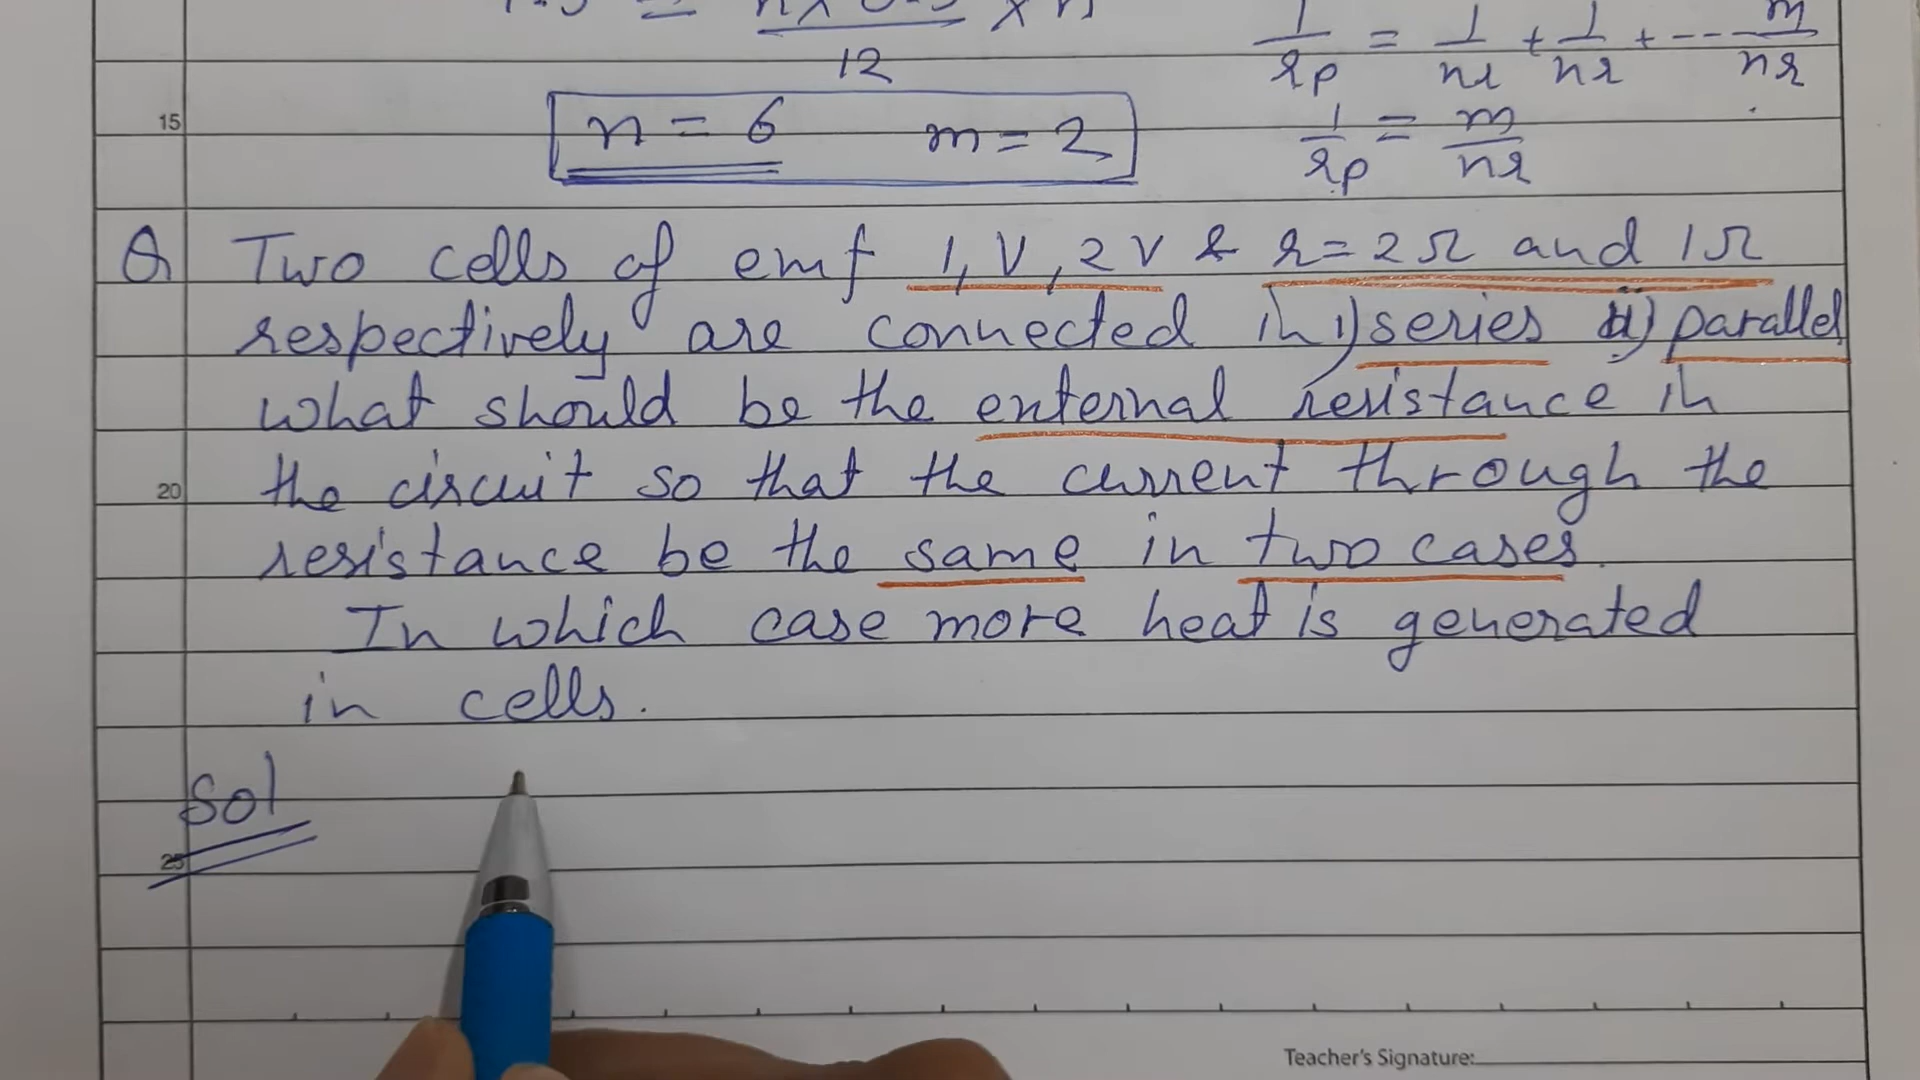 12
1/rp = 1/nr + 1/nr + -- m/nr
15
n = 6 m = 2
1/rp = m/nr
Q Two cells of emf 1, V, 2 V & r = 2 Ω and 1 Ω
respectively are connected in i) series ii) parallel
what should be the external resistance in
20 the circuit so that the current through the
resistance be the same in two cases.
In which case more heat is generated
in cells.
Sol
25
Teacher's Signature: